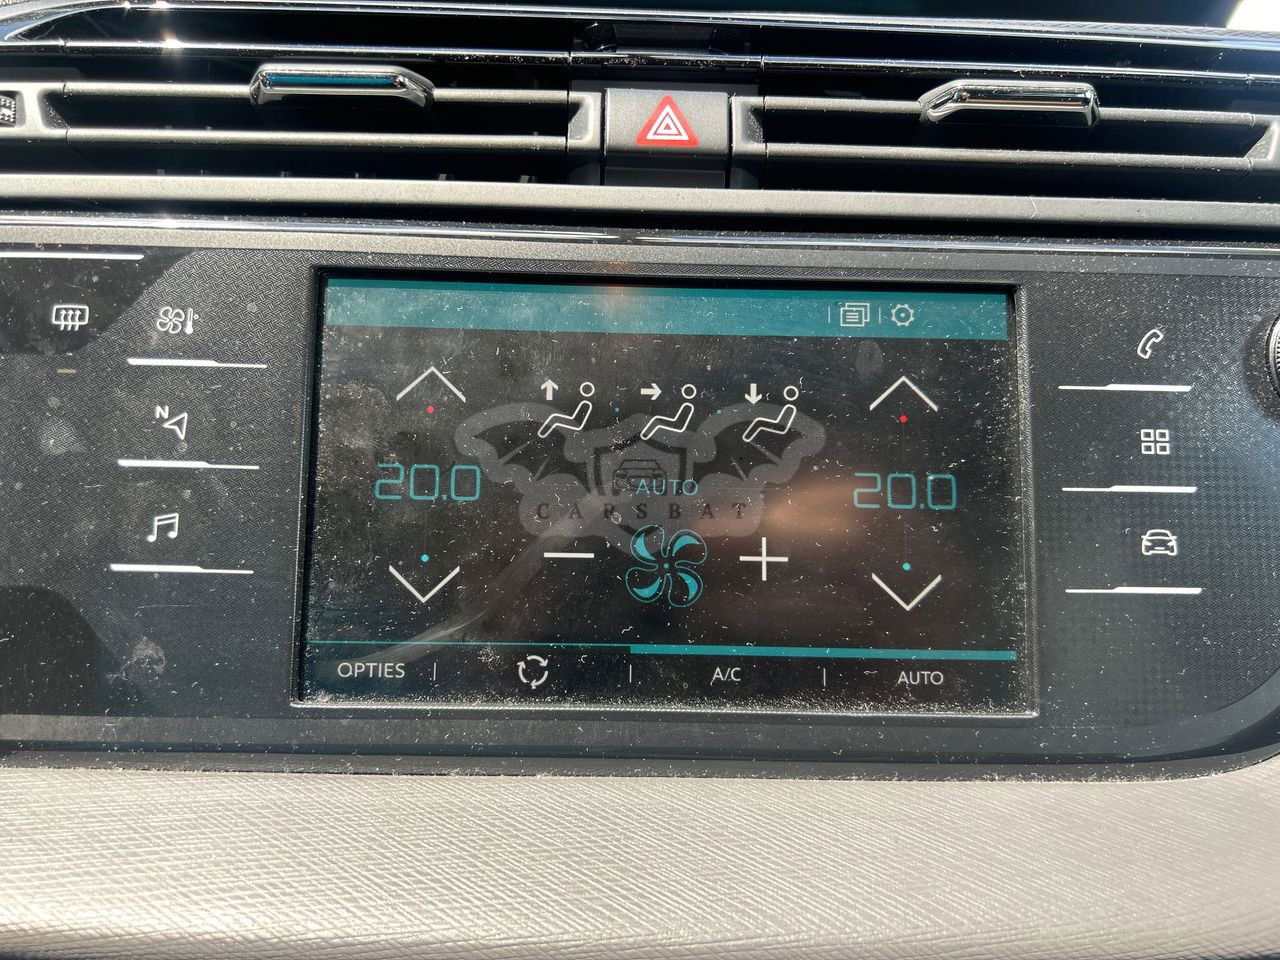 N
20.0
AUTO
20.0
CARSBAT
OPTIES
A/C
AUTO